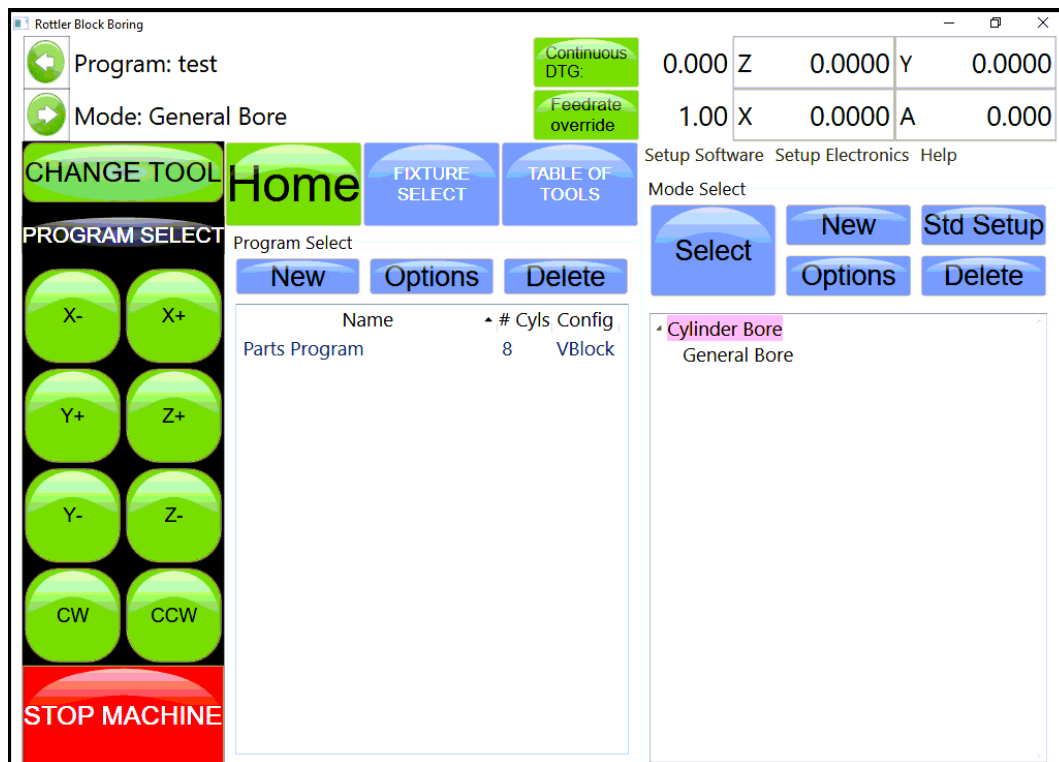 Rottler Block Boring
Program: test
Continuous
DTG:
0.000 Z 0.0000 Y 0.0000
Mode: General Bore
Feedrate
override
1.00 X 0.0000 A 0.000
CHANGE TOOL
Home
FIXTURE
SELECT
TABLE OF
TOOLS
Setup Software Setup Electronics Help
Mode Select
PROGRAM SELECT
Select
New
Std Setup
Options
Delete
Program Select
New Options Delete
Name # Cyls Config
Parts Program 8 VBlock
Cylinder Bore
General Bore
X- X+
Y+ Z+
Y- Z-
CW CCW
STOP MACHINE